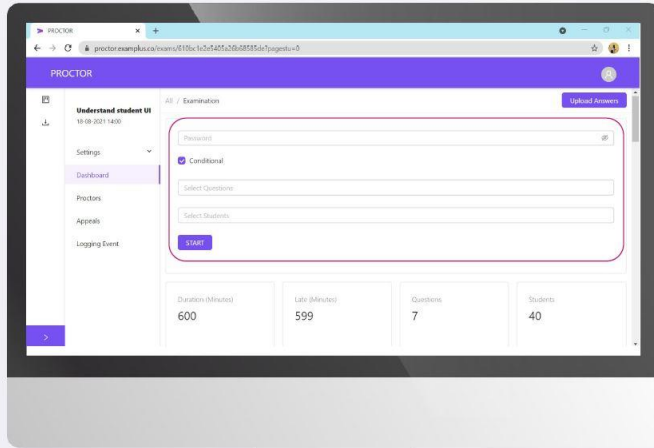 PROCTOR
proctor.examplus.co/exams/610bc1e2e5405a26b68585de?pagestu=0
PROCTOR
Understand student UI
18-08-2021 14:00
Settings
Dashboard
Proctors
Appeals
Logging Event
All / Examination
Upload Answers
Password
Conditional
Select Questions
Select Students
START
Duration (Minutes)
600
Late (Minutes)
599
Questions
7
Students
40